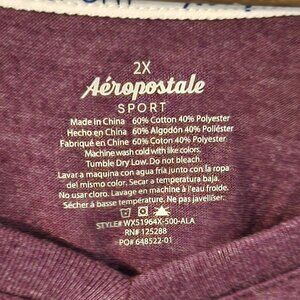 2X
Aéropostale
SPORT
Made in China 60% Cotton 40% Polyester
Hecho en China 60% Algodón 40% Poliéster
Fabriqué en China 60% Coton 40% Polyester
Machine wash cold with like colors.
Tumble Dry Low. Do not bleach.
Lavar a maquina con agua fria junto con la ropa
del mismo color. Secar a temperatura baja.
No usar cloro. Lavage en machine à l'eau froide.
Sécher á basse température. Ne pas javelliser.
STYLE# WXS1964X-500-ALA
RN# 125288
PO# 648522-01